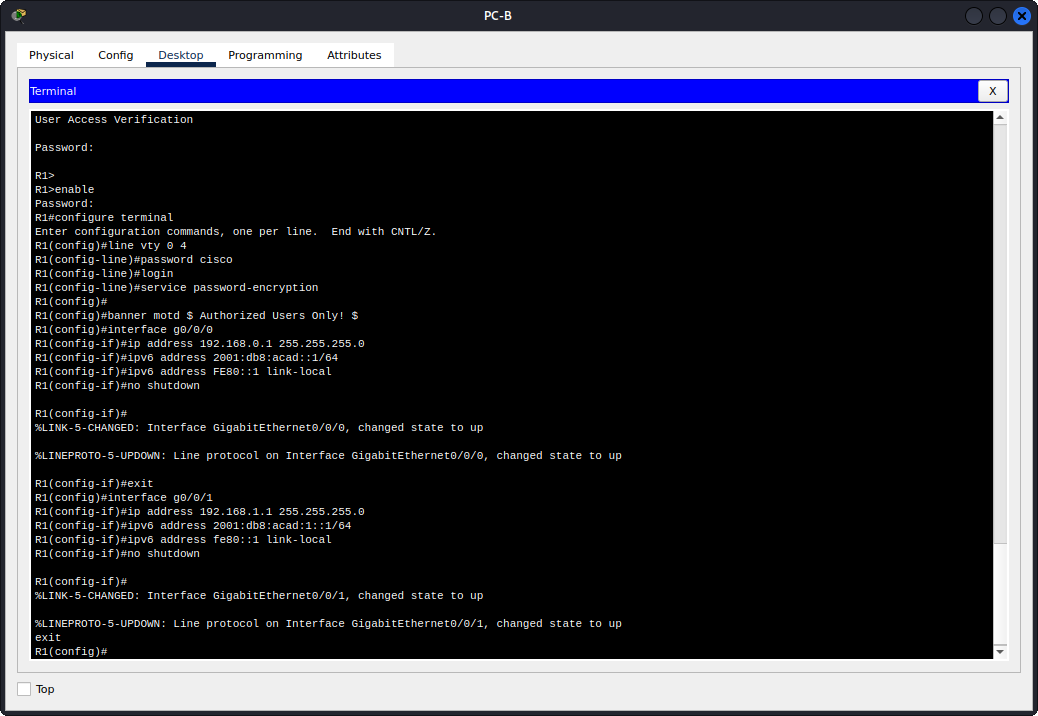 PC-B
Physical Config Desktop Programming Attributes
Terminal X
User Access Verification
Password:
R1>
R1>enable
Password:
R1#configure terminal
Enter configuration commands, one per line.  End with CNTL/Z.
R1(config)#line vty 0 4
R1(config-line)#password cisco
R1(config-line)#login
R1(config-line)#service password-encryption
R1(config)#
R1(config)#banner motd $ Authorized Users Only! $
R1(config)#interface g0/0/0
R1(config-if)#ip address 192.168.0.1 255.255.255.0
R1(config-if)#ipv6 address 2001:db8:acad::1/64
R1(config-if)#ipv6 address FE80::1 link-local
R1(config-if)#no shutdown
R1(config-if)#
%LINK-5-CHANGED: Interface GigabitEthernet0/0/0, changed state to up
%LINEPROTO-5-UPDOWN: Line protocol on Interface GigabitEthernet0/0/0, changed state to up
R1(config-if)#exit
R1(config)#interface g0/0/1
R1(config-if)#ip address 192.168.1.1 255.255.255.0
R1(config-if)#ipv6 address 2001:db8:acad:1::1/64
R1(config-if)#ipv6 address fe80::1 link-local
R1(config-if)#no shutdown
R1(config-if)#
%LINK-5-CHANGED: Interface GigabitEthernet0/0/1, changed state to up
%LINEPROTO-5-UPDOWN: Line protocol on Interface GigabitEthernet0/0/1, changed state to up
exit
R1(config)#
Top